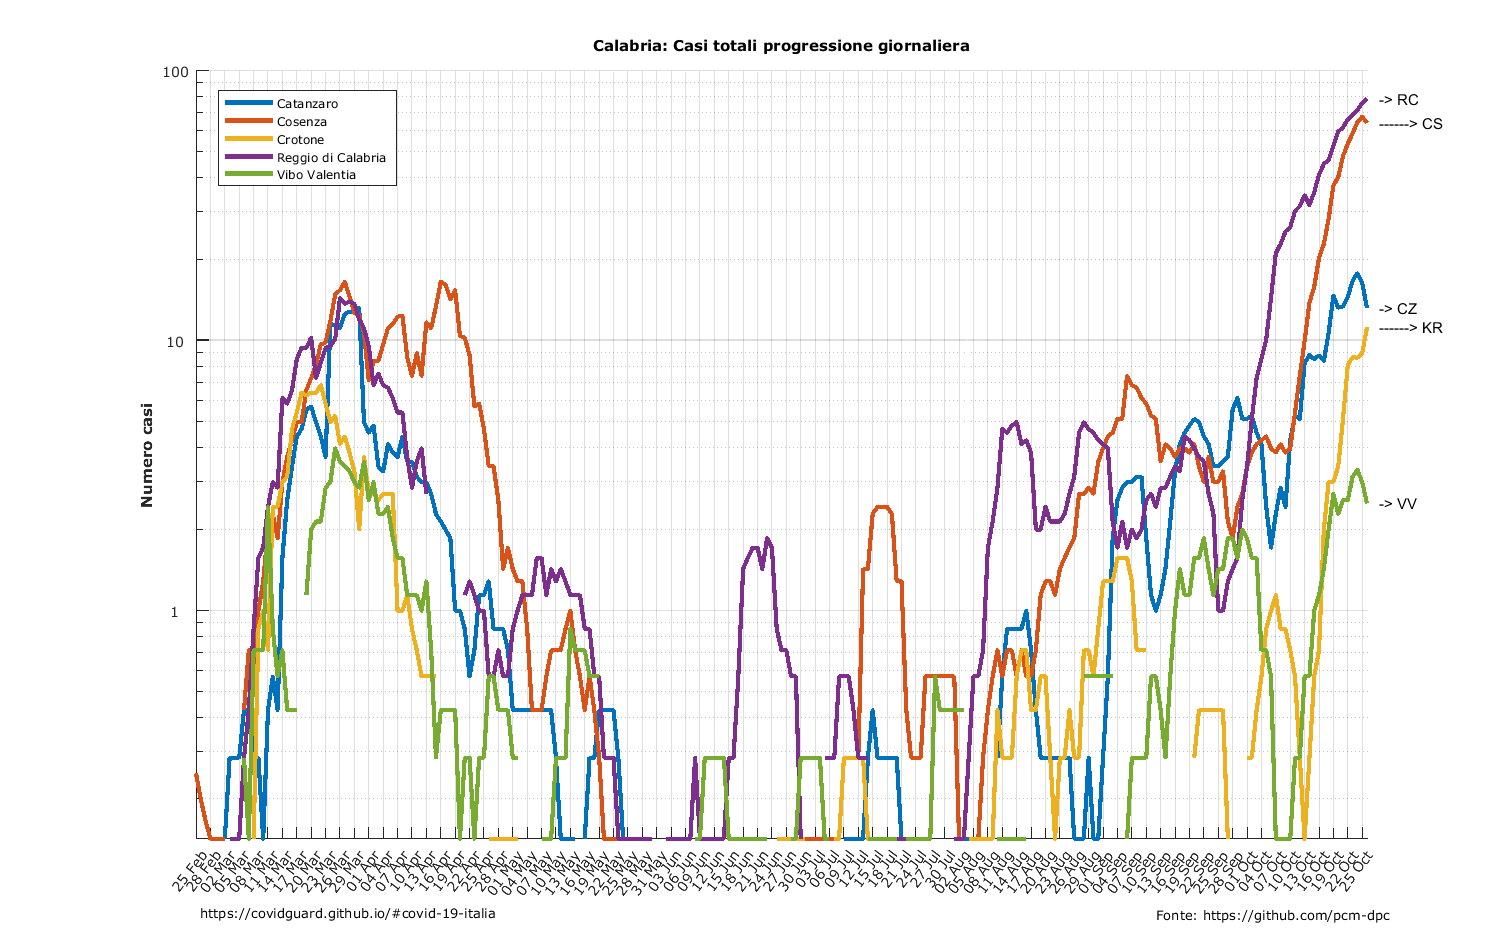 Calabria: Casi totali progressione giornaliera
100
10
1
Numero casi
Catanzaro
Cosenza
Crotone
Reggio di Calabria
Vibo Valentia
-> RC
------> CS
-> CZ
------> KR
-> VV
25 Feb
28 Feb
02 Mar
05 Mar
08 Mar
11 Mar
14 Mar
17 Mar
20 Mar
23 Mar
26 Mar
29 Mar
01 Apr
04 Apr
07 Apr
10 Apr
13 Apr
16 Apr
19 Apr
22 Apr
25 Apr
28 Apr
01 May
04 May
07 May
10 May
13 May
16 May
19 May
22 May
25 May
28 May
31 May
03 Jun
06 Jun
09 Jun
12 Jun
15 Jun
18 Jun
21 Jun
24 Jun
27 Jun
30 Jun
03 Jul
06 Jul
09 Jul
12 Jul
15 Jul
18 Jul
21 Jul
24 Jul
27 Jul
30 Jul
02 Aug
05 Aug
08 Aug
11 Aug
14 Aug
17 Aug
20 Aug
23 Aug
26 Aug
29 Aug
01 Sep
04 Sep
07 Sep
10 Sep
13 Sep
16 Sep
19 Sep
22 Sep
25 Sep
28 Sep
01 Oct
04 Oct
07 Oct
10 Oct
13 Oct
16 Oct
19 Oct
22 Oct
25 Oct
https://covidguard.github.io/#covid-19-italia
Fonte: https://github.com/pcm-dpc